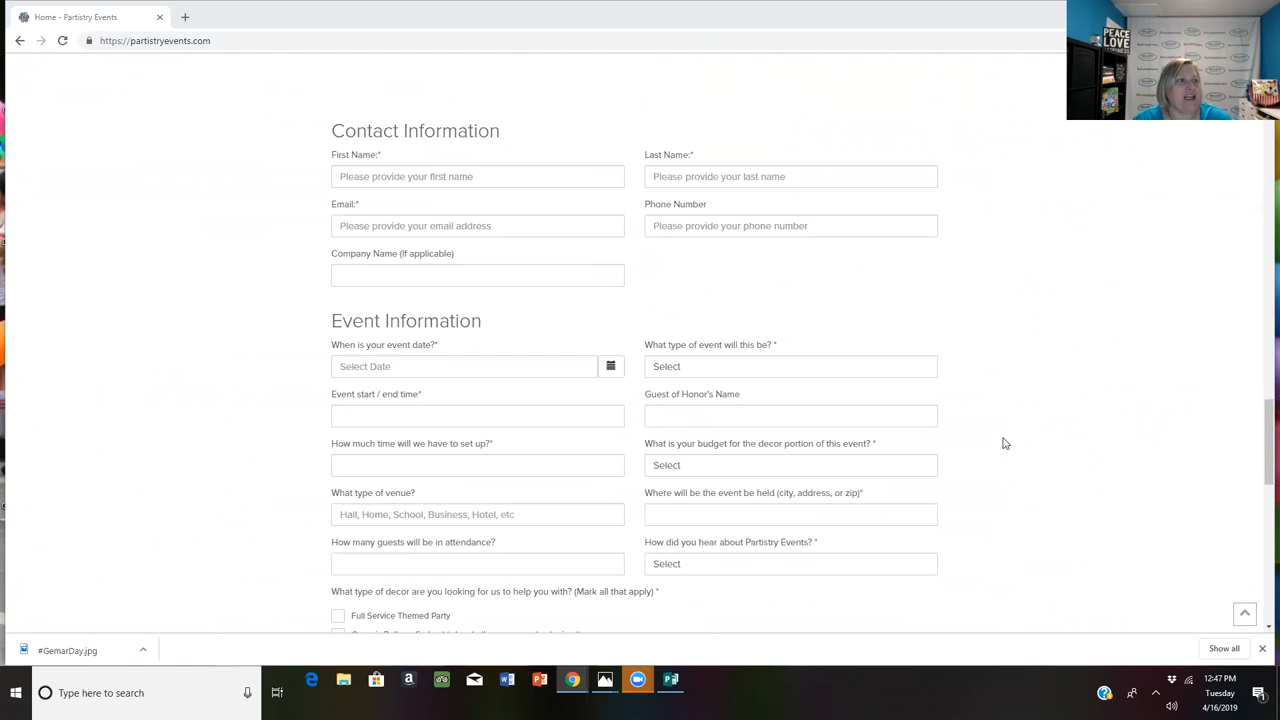 Home - Partistry Events
https://partistryevents.com
PEACE
LOVE
Contact Information
First Name:*
Last Name:*
Please provide your first name
Please provide your last name
Email:*
Phone Number
Please provide your email address
Please provide your phone number
Company Name (If applicable)
Event Information
When is your event date?*
What type of event will this be? *
Select Date
Select
Event start / end time*
Guest of Honor's Name
How much time will we have to set up?*
What is your budget for the decor portion of this event? *
Select
What type of venue?
Where will be the event be held (city, address, or zip)*
Hall, Home, School, Business, Hotel, etc
How many guests will be in attendance?
How did you hear about Partistry Events? *
Select
What type of decor are you looking for us to help you with? (Mark all that apply) *
Full Service Themed Party
#GemarDay.jpg
Show all
Type here to search
12:47 PM
Tuesday
4/16/2019